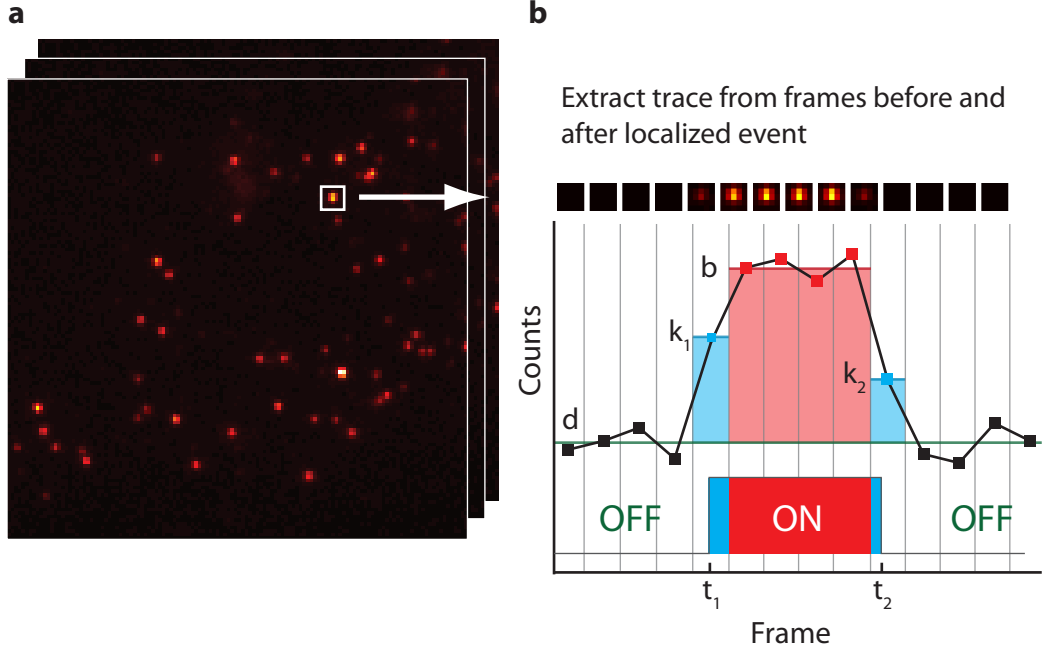 a
b
Extract trace from frames before and
after localized event
b
k1
k2
d
Counts
OFF
ON
OFF
t1
t2
Frame